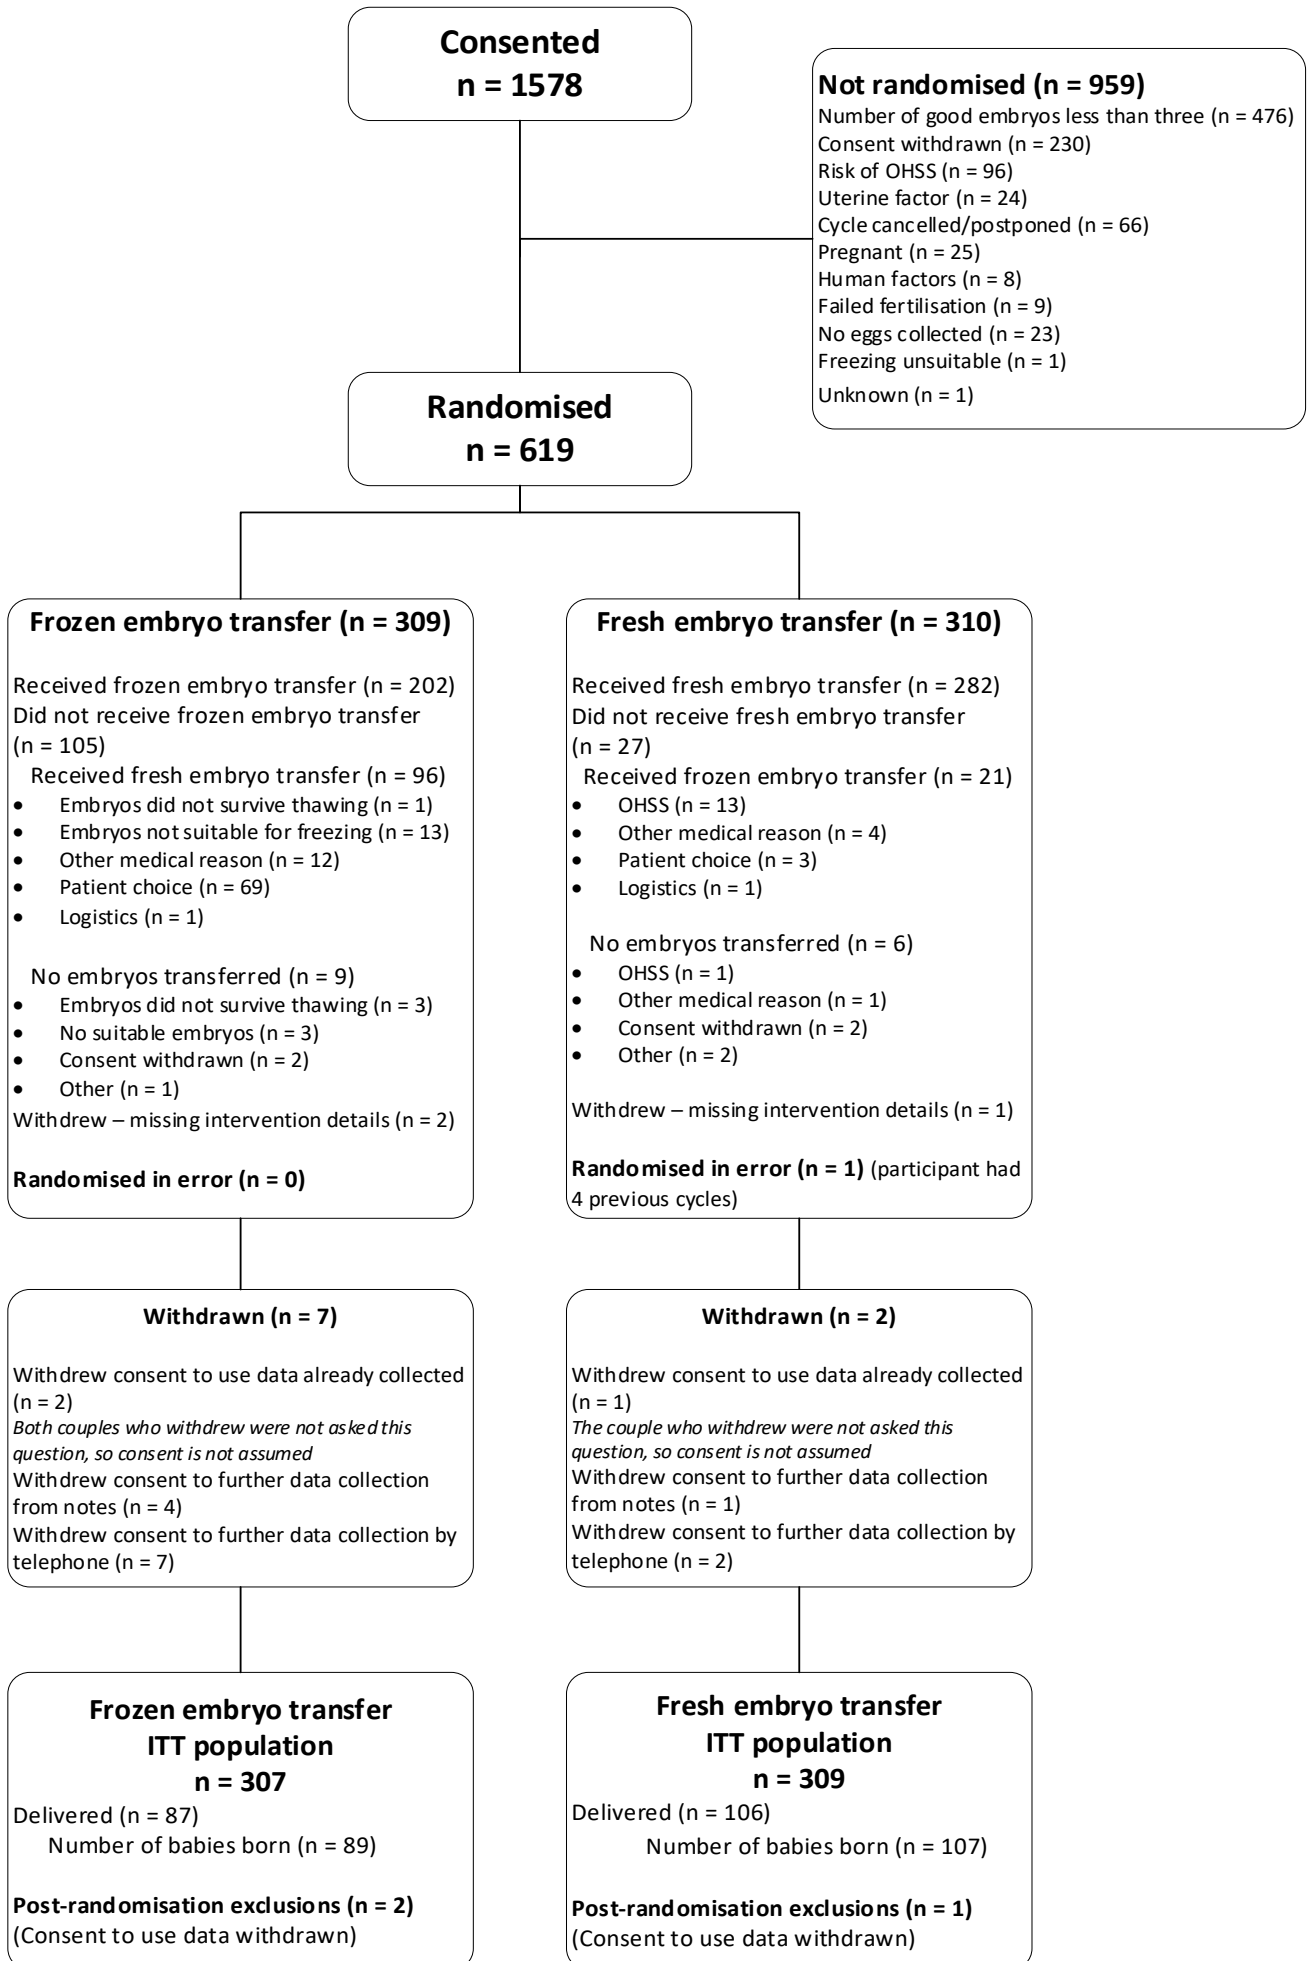 Consented
n = 1578
Not randomised (n = 959)
Number of good embryos less than three (n = 476)
Consent withdrawn (n = 230)
Risk of OHSS (n = 96)
Uterine factor (n = 24)
Cycle cancelled/postponed (n = 66)
Pregnant (n = 25)
Human factors (n = 8)
Failed fertilisation (n = 9)
No eggs collected (n = 23)
Freezing unsuitable (n = 1)
Unknown (n = 1)
Randomised
n = 619
Frozen embryo transfer (n = 309)
Received frozen embryo transfer (n = 202)
Did not receive frozen embryo transfer
(n = 105)
Received fresh embryo transfer (n = 96)
• Embryos did not survive thawing (n = 1)
• Embryos not suitable for freezing (n = 13)
• Other medical reason (n = 12)
• Patient choice (n = 69)
• Logistics (n = 1)
No embryos transferred (n = 9)
• Embryos did not survive thawing (n = 3)
• No suitable embryos (n = 3)
• Consent withdrawn (n = 2)
• Other (n = 1)
Withdrew – missing intervention details (n = 2)
Randomised in error (n = 0)
Fresh embryo transfer (n = 310)
Received fresh embryo transfer (n = 282)
Did not receive fresh embryo transfer
(n = 27)
Received frozen embryo transfer (n = 21)
• OHSS (n = 13)
• Other medical reason (n = 4)
• Patient choice (n = 3)
• Logistics (n = 1)
No embryos transferred (n = 6)
• OHSS (n = 1)
• Other medical reason (n = 1)
• Consent withdrawn (n = 2)
• Other (n = 2)
Withdrew – missing intervention details (n = 1)
Randomised in error (n = 1) (participant had
4 previous cycles)
Withdrawn (n = 7)
Withdrew consent to use data already collected
(n = 2)
Both couples who withdrew were not asked this
question, so consent is not assumed
Withdrew consent to further data collection
from notes (n = 4)
Withdrew consent to further data collection by
telephone (n = 7)
Withdrawn (n = 2)
Withdrew consent to use data already collected
(n = 1)
The couple who withdrew were not asked this
question, so consent is not assumed
Withdrew consent to further data collection
from notes (n = 1)
Withdrew consent to further data collection by
telephone (n = 2)
Frozen embryo transfer
ITT population
n = 307
Delivered (n = 87)
Number of babies born (n = 89)
Post-randomisation exclusions (n = 2)
(Consent to use data withdrawn)
Fresh embryo transfer
ITT population
n = 309
Delivered (n = 106)
Number of babies born (n = 107)
Post-randomisation exclusions (n = 1)
(Consent to use data withdrawn)